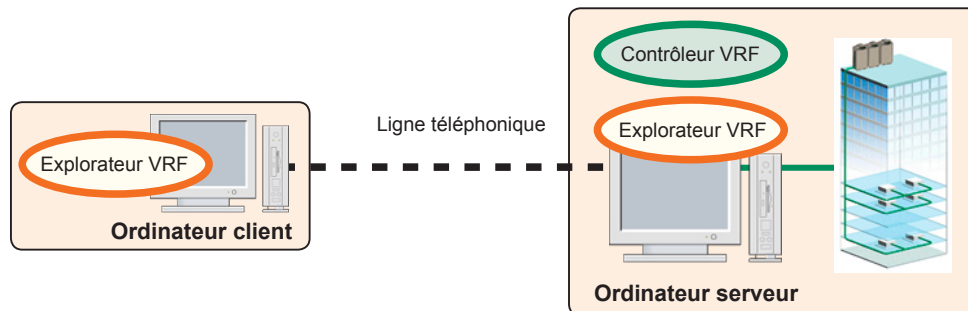 Contrôleur VRF
Explorateur VRF
Ligne téléphonique
Explorateur VRF
Ordinateur client
Ordinateur serveur